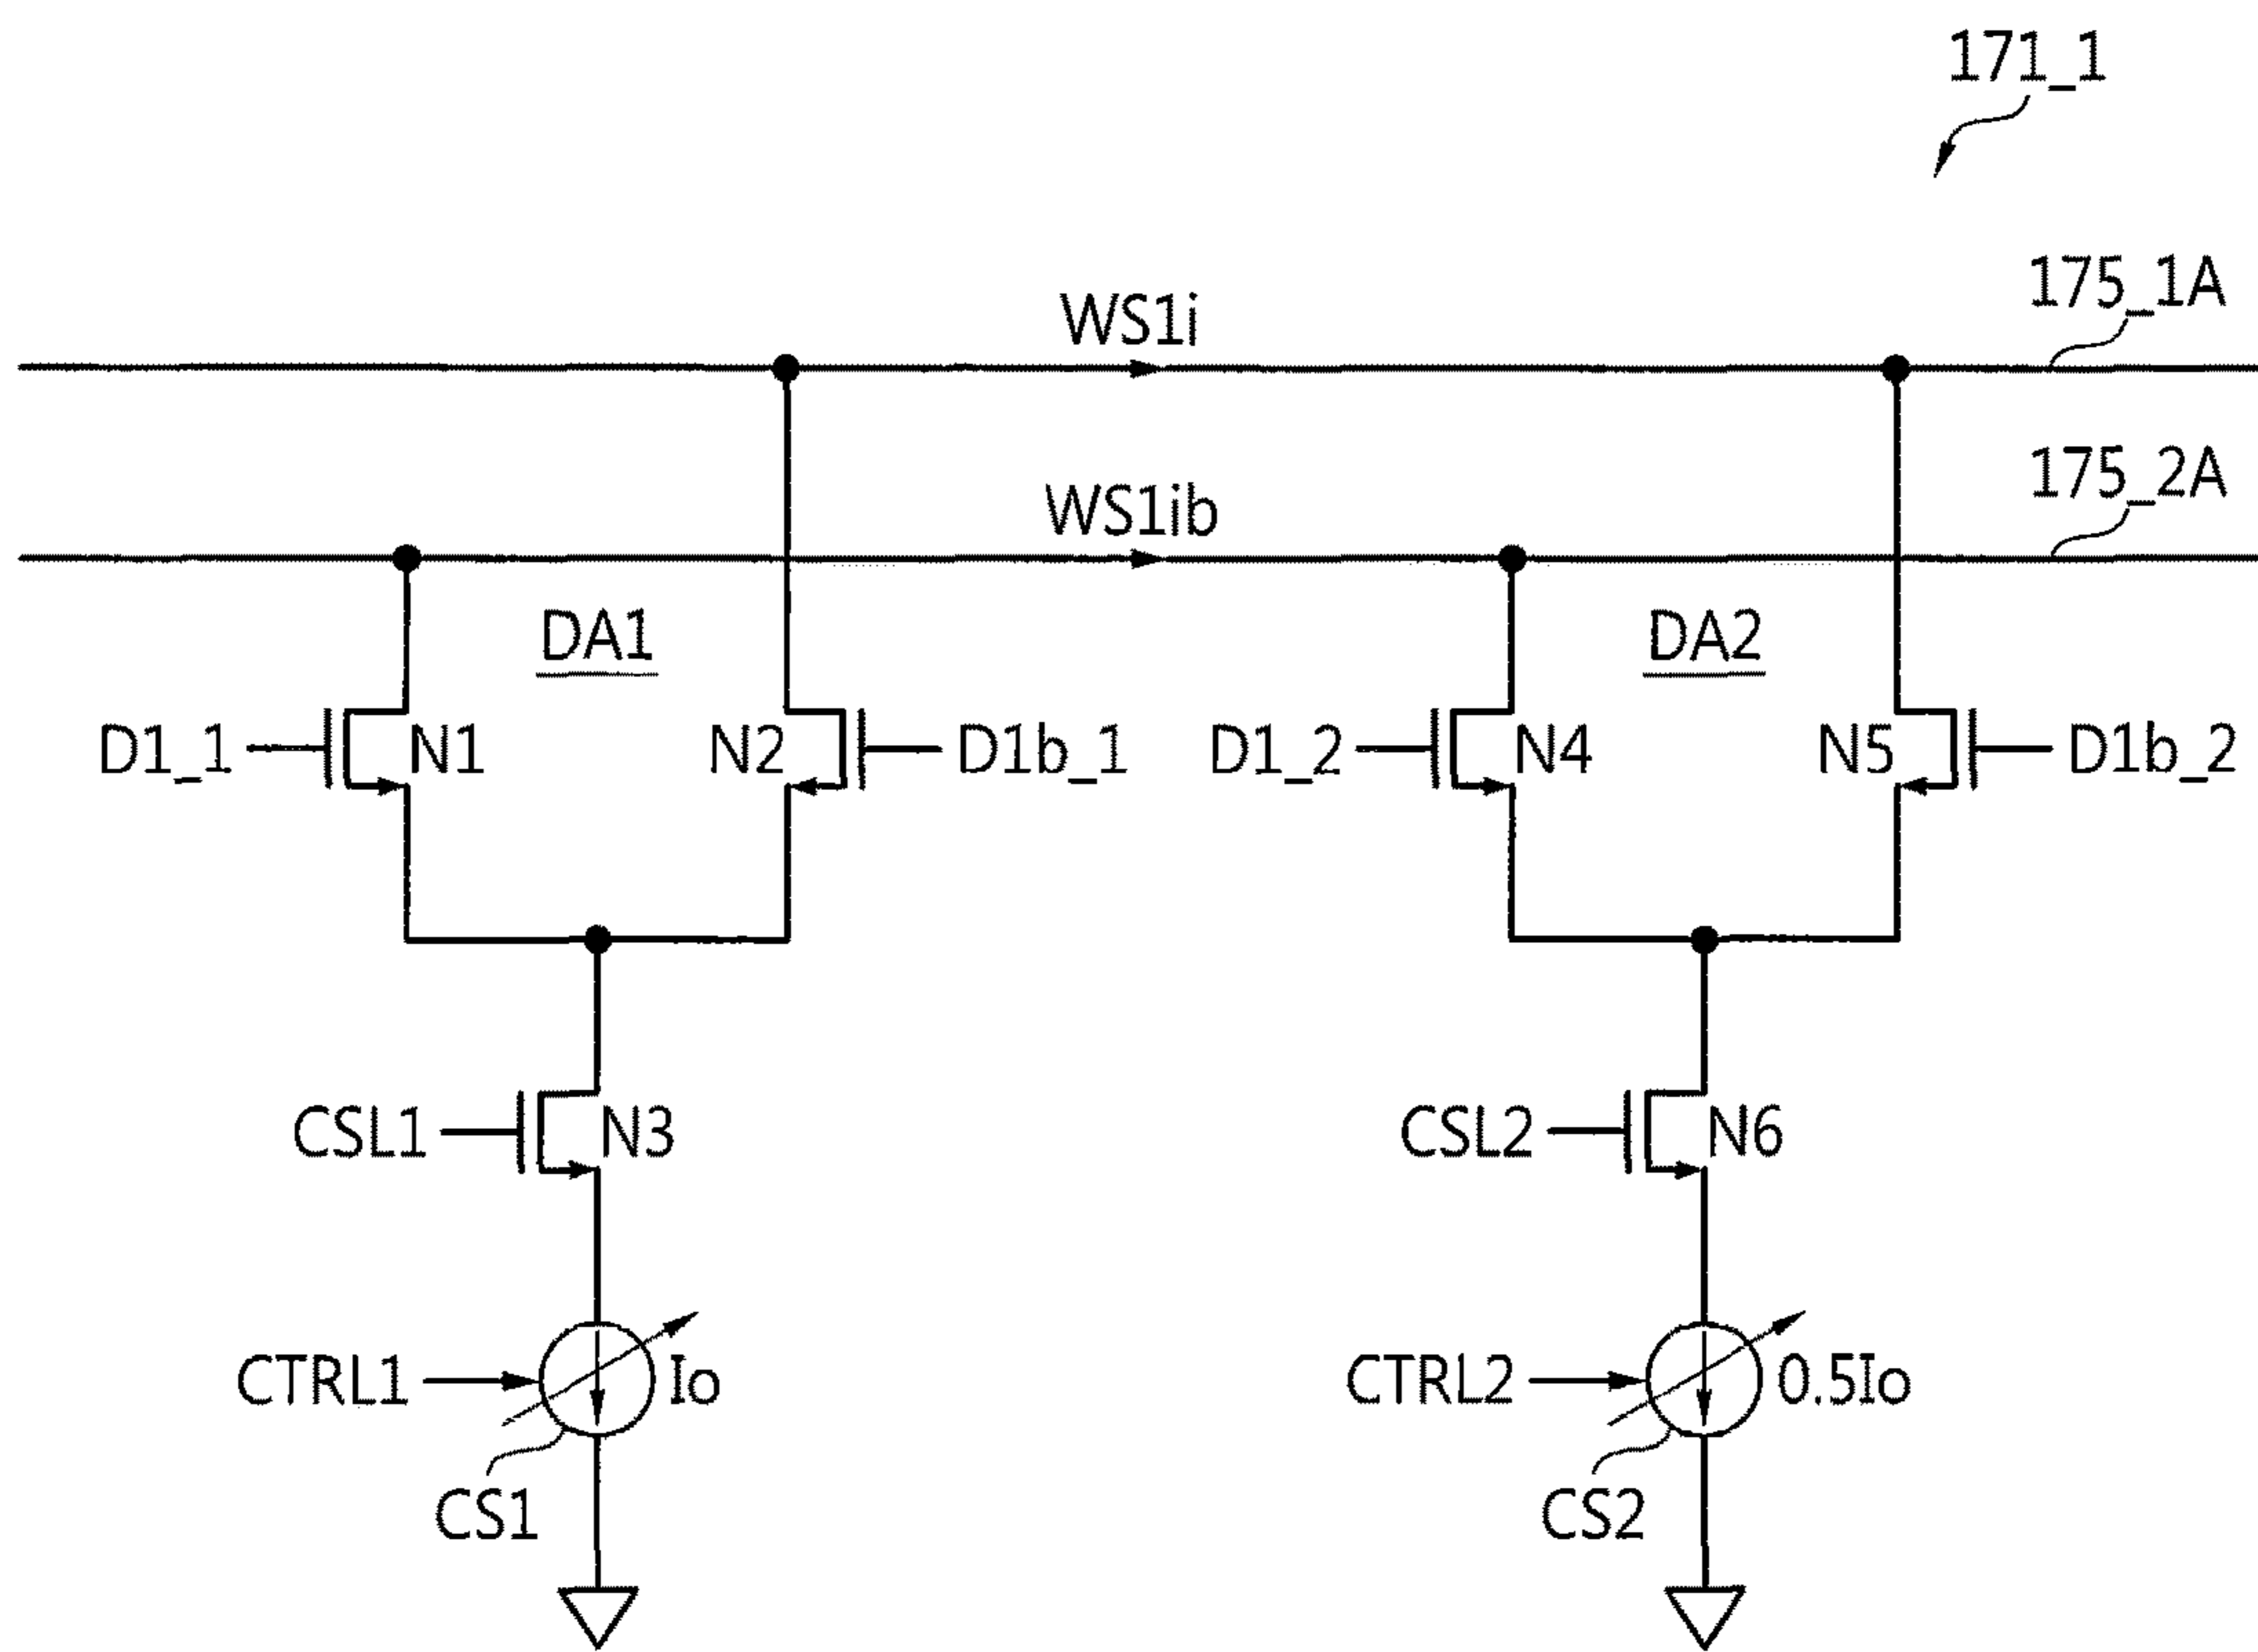 171_1
175_1A
WS1i
175_2A
WS1ib
DA1
DA2
D1_1
N1
N2
D1b_1
D1_2
N4
N5
D1b_2
CSL1
N3
CSL2
N6
CTRL1
Io
CTRL2
0.5Io
CS1
CS2